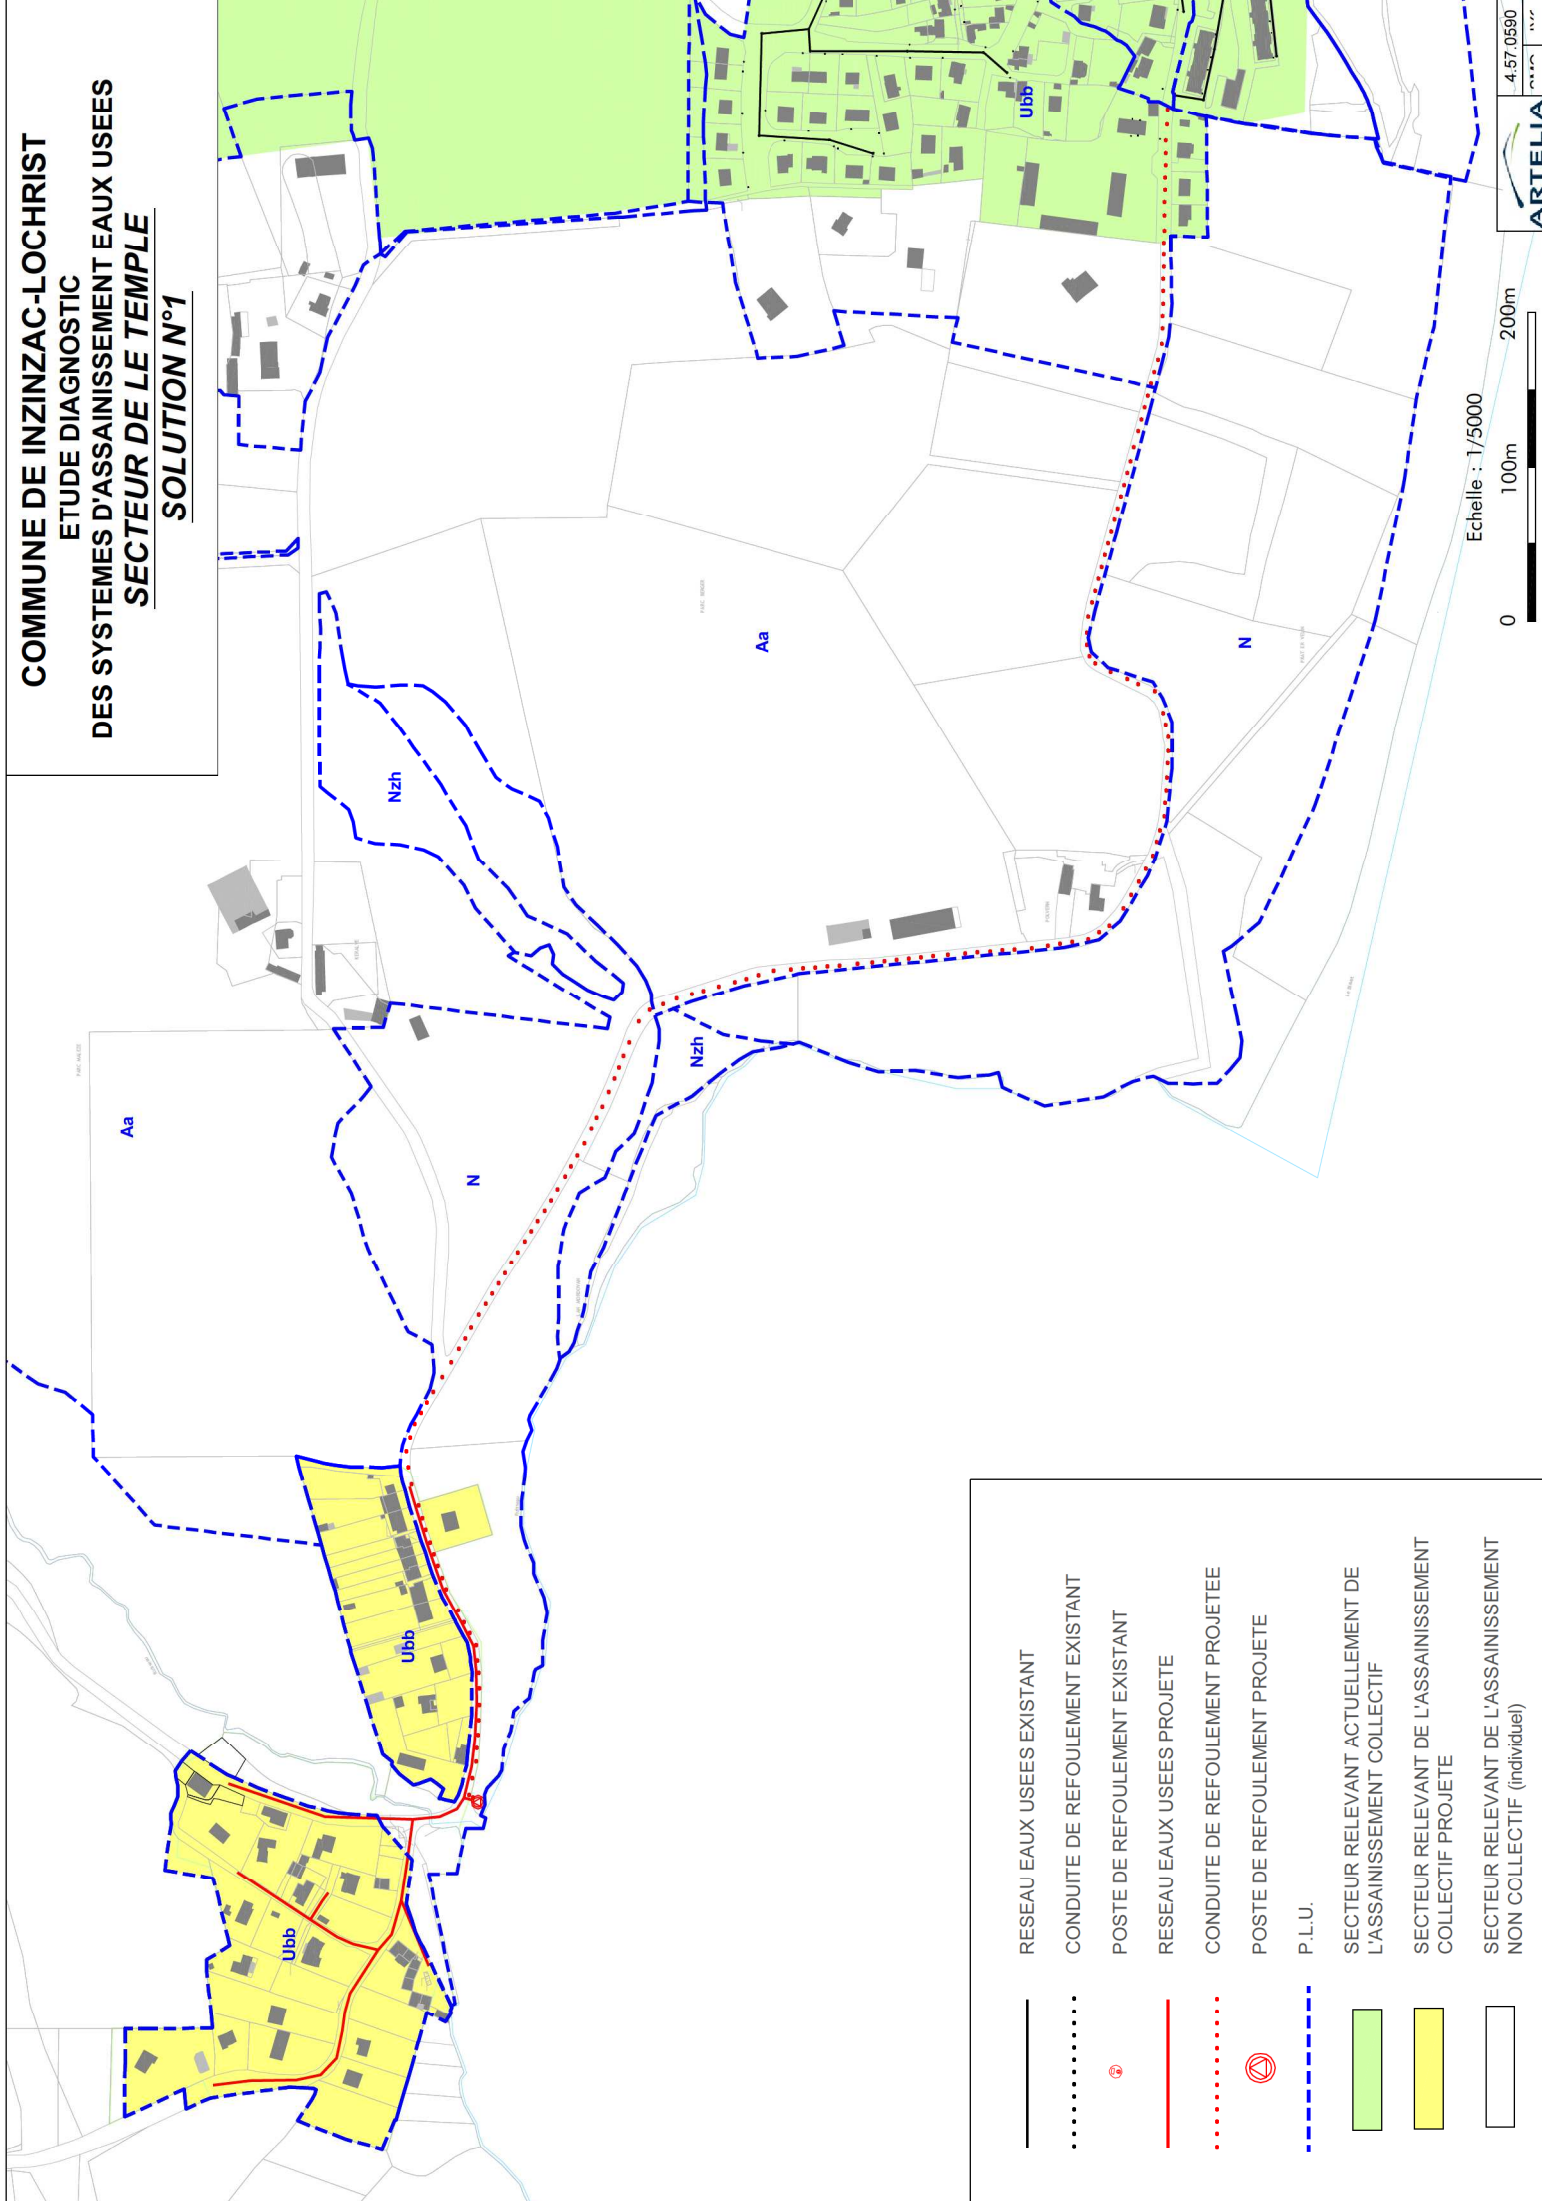 COMMUNE DE INZINZAC-LOCHRIST
ETUDE DIAGNOSTIC
DES SYSTEMES D'ASSAINISSEMENT EAUX USEES
SECTEUR DE LE TEMPLE
SOLUTION N°1
Ubb
Ubb
Aa
N
Nzh
Nzh
Aa
N
Ubb
PARC BERGER
RESEAU EAUX USEES EXISTANT
CONDUITE DE REFOULEMENT EXISTANT
POSTE DE REFOULEMENT EXISTANT
RESEAU EAUX USEES PROJETE
CONDUITE DE REFOULEMENT PROJETEE
POSTE DE REFOULEMENT PROJETE
P.L.U.
SECTEUR RELEVANT ACTUELLEMENT DE
L'ASSAINISSEMENT COLLECTIF
SECTEUR RELEVANT DE L'ASSAINISSEMENT
COLLECTIF PROJETE
SECTEUR RELEVANT DE L'ASSAINISSEMENT
NON COLLECTIF (individuel)
Echelle : 1/5000
0 100m 200m
ARTELIA
4.57.0590